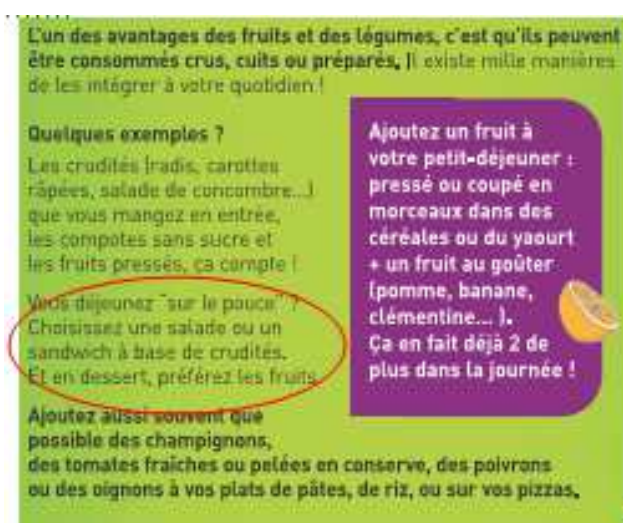 L'un des avantages des fruits et des légumes, c'est qu'ils peuvent
être consommés crus, cuits ou préparés. Il existe mille manières
de les intégrer à votre quotidien !
Quelques exemples ?
Les crudités (radis, carottes
râpées, salade de concombre...)
que vous mangez en entrée,
les compotes sans sucre et
les fruits pressés, ça compte !
Vous déjeunez "sur le pouce" ?
Choisissez une salade ou un
sandwich à base de crudités.
Et en dessert, préférez les fruits.
Ajoutez aussi souvent que
possible des champignons,
des tomates fraîches ou pelées en conserve, des poivrons
ou des oignons à vos plats de pâtes, de riz, ou sur vos pizzas.
Ajoutez un fruit à
votre petit-déjeuner :
pressé ou coupé en
morceaux dans des
céréales ou du yaourt
+ un fruit au goûter
(pomme, banane,
clémentine... ).
Ça en fait déjà 2 de
plus dans la journée !